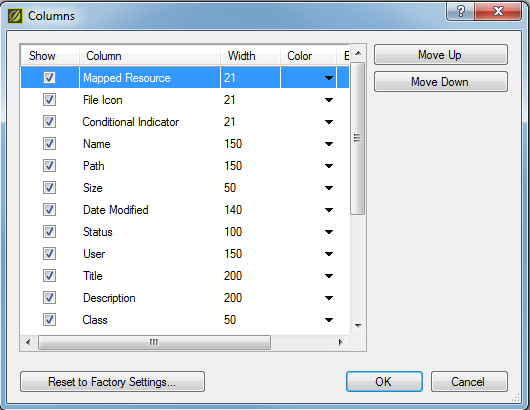 Columns
Show Column Width Color E
Move Up
Mapped Resource 21
Move Down
File Icon 21
Conditional Indicator 21
Name 150
Path 150
Size 50
Date Modified 140
Status 100
User 150
Title 200
Description 200
Class 50
Reset to Factory Settings... OK Cancel